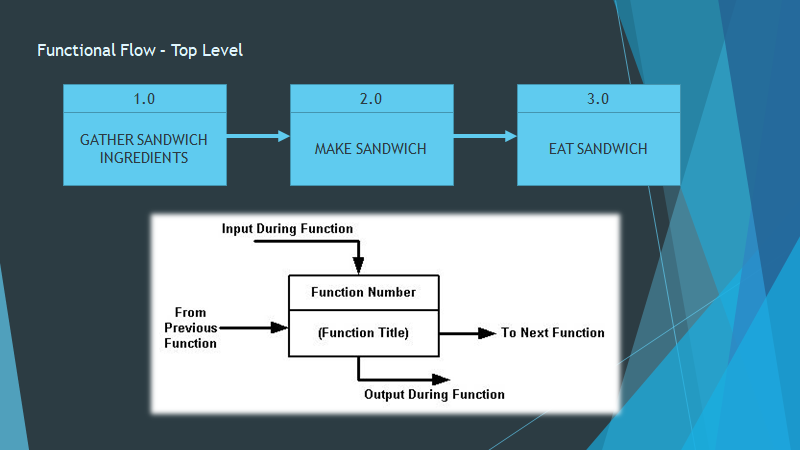 Functional Flow - Top Level
1.0
2.0
3.0
GATHER SANDWICH
INGREDIENTS
MAKE SANDWICH
EAT SANDWICH
Input During Function
Function Number
From
Previous
Function
(Function Title)
To Next Function
Output During Function